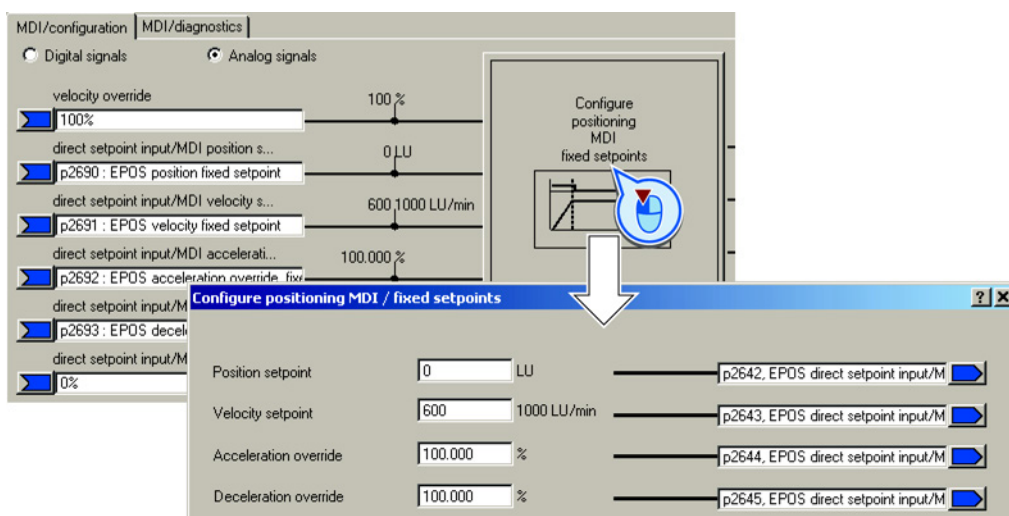 MDI/configuration MDI/diagnostics
Digital signals Analog signals
velocity override 100 %
100%
direct setpoint input/MDI position s... 0 LU
p2690 : EPOS position fixed setpoint
direct setpoint input/MDI velocity s... 600 1000 LU/min
p2691 : EPOS velocity fixed setpoint
direct setpoint input/MDI accelerati... 100.000 %
p2692 : EPOS acceleration override, fixe
direct setpoint input/M
p2693 : EPOS decele
direct setpoint input/M
0%
Configure
positioning
MDI
fixed setpoints
Configure positioning MDI / fixed setpoints
Position setpoint 0 LU p2642, EPOS direct setpoint input/M
Velocity setpoint 600 1000 LU/min p2643, EPOS direct setpoint input/M
Acceleration override 100.000 % p2644, EPOS direct setpoint input/M
Deceleration override 100.000 % p2645, EPOS direct setpoint input/M